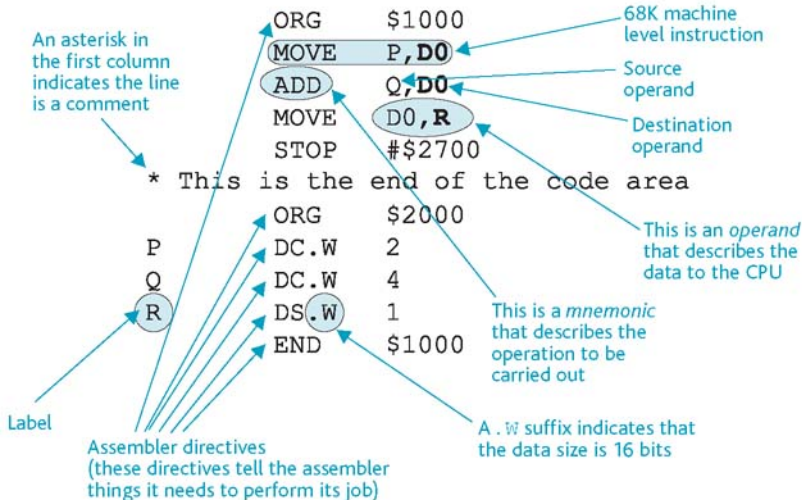 ORG $1000
MOVE P,D0
ADD Q,D0
MOVE D0,R
STOP #$2700
* This is the end of the code area
ORG $2000
P DC.W 2
Q DC.W 4
R DS.W 1
END $1000
An asterisk in
the first column
indicates the line
is a comment
68K machine
level instruction
Source
operand
Destination
operand
This is an operand
that describes the
data to the CPU
This is a mnemonic
that describes the
operation to be
carried out
A .W suffix indicates that
the data size is 16 bits
Label
Assembler directives
(these directives tell the assembler
things it needs to perform its job)